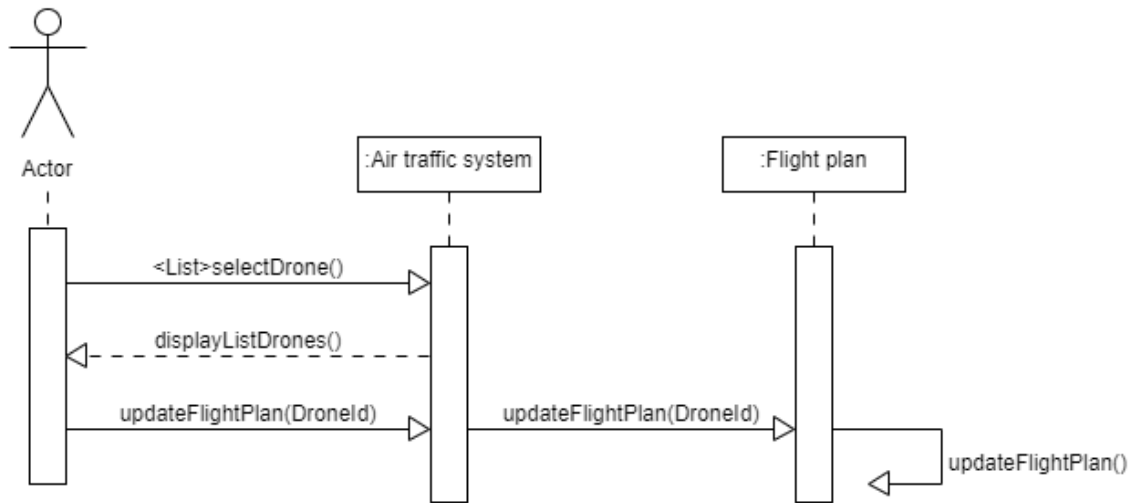 Actor
:Air traffic system
:Flight plan
<List>selectDrone()
displayListDrones()
updateFlightPlan(DroneId)
updateFlightPlan(DroneId)
updateFlightPlan()